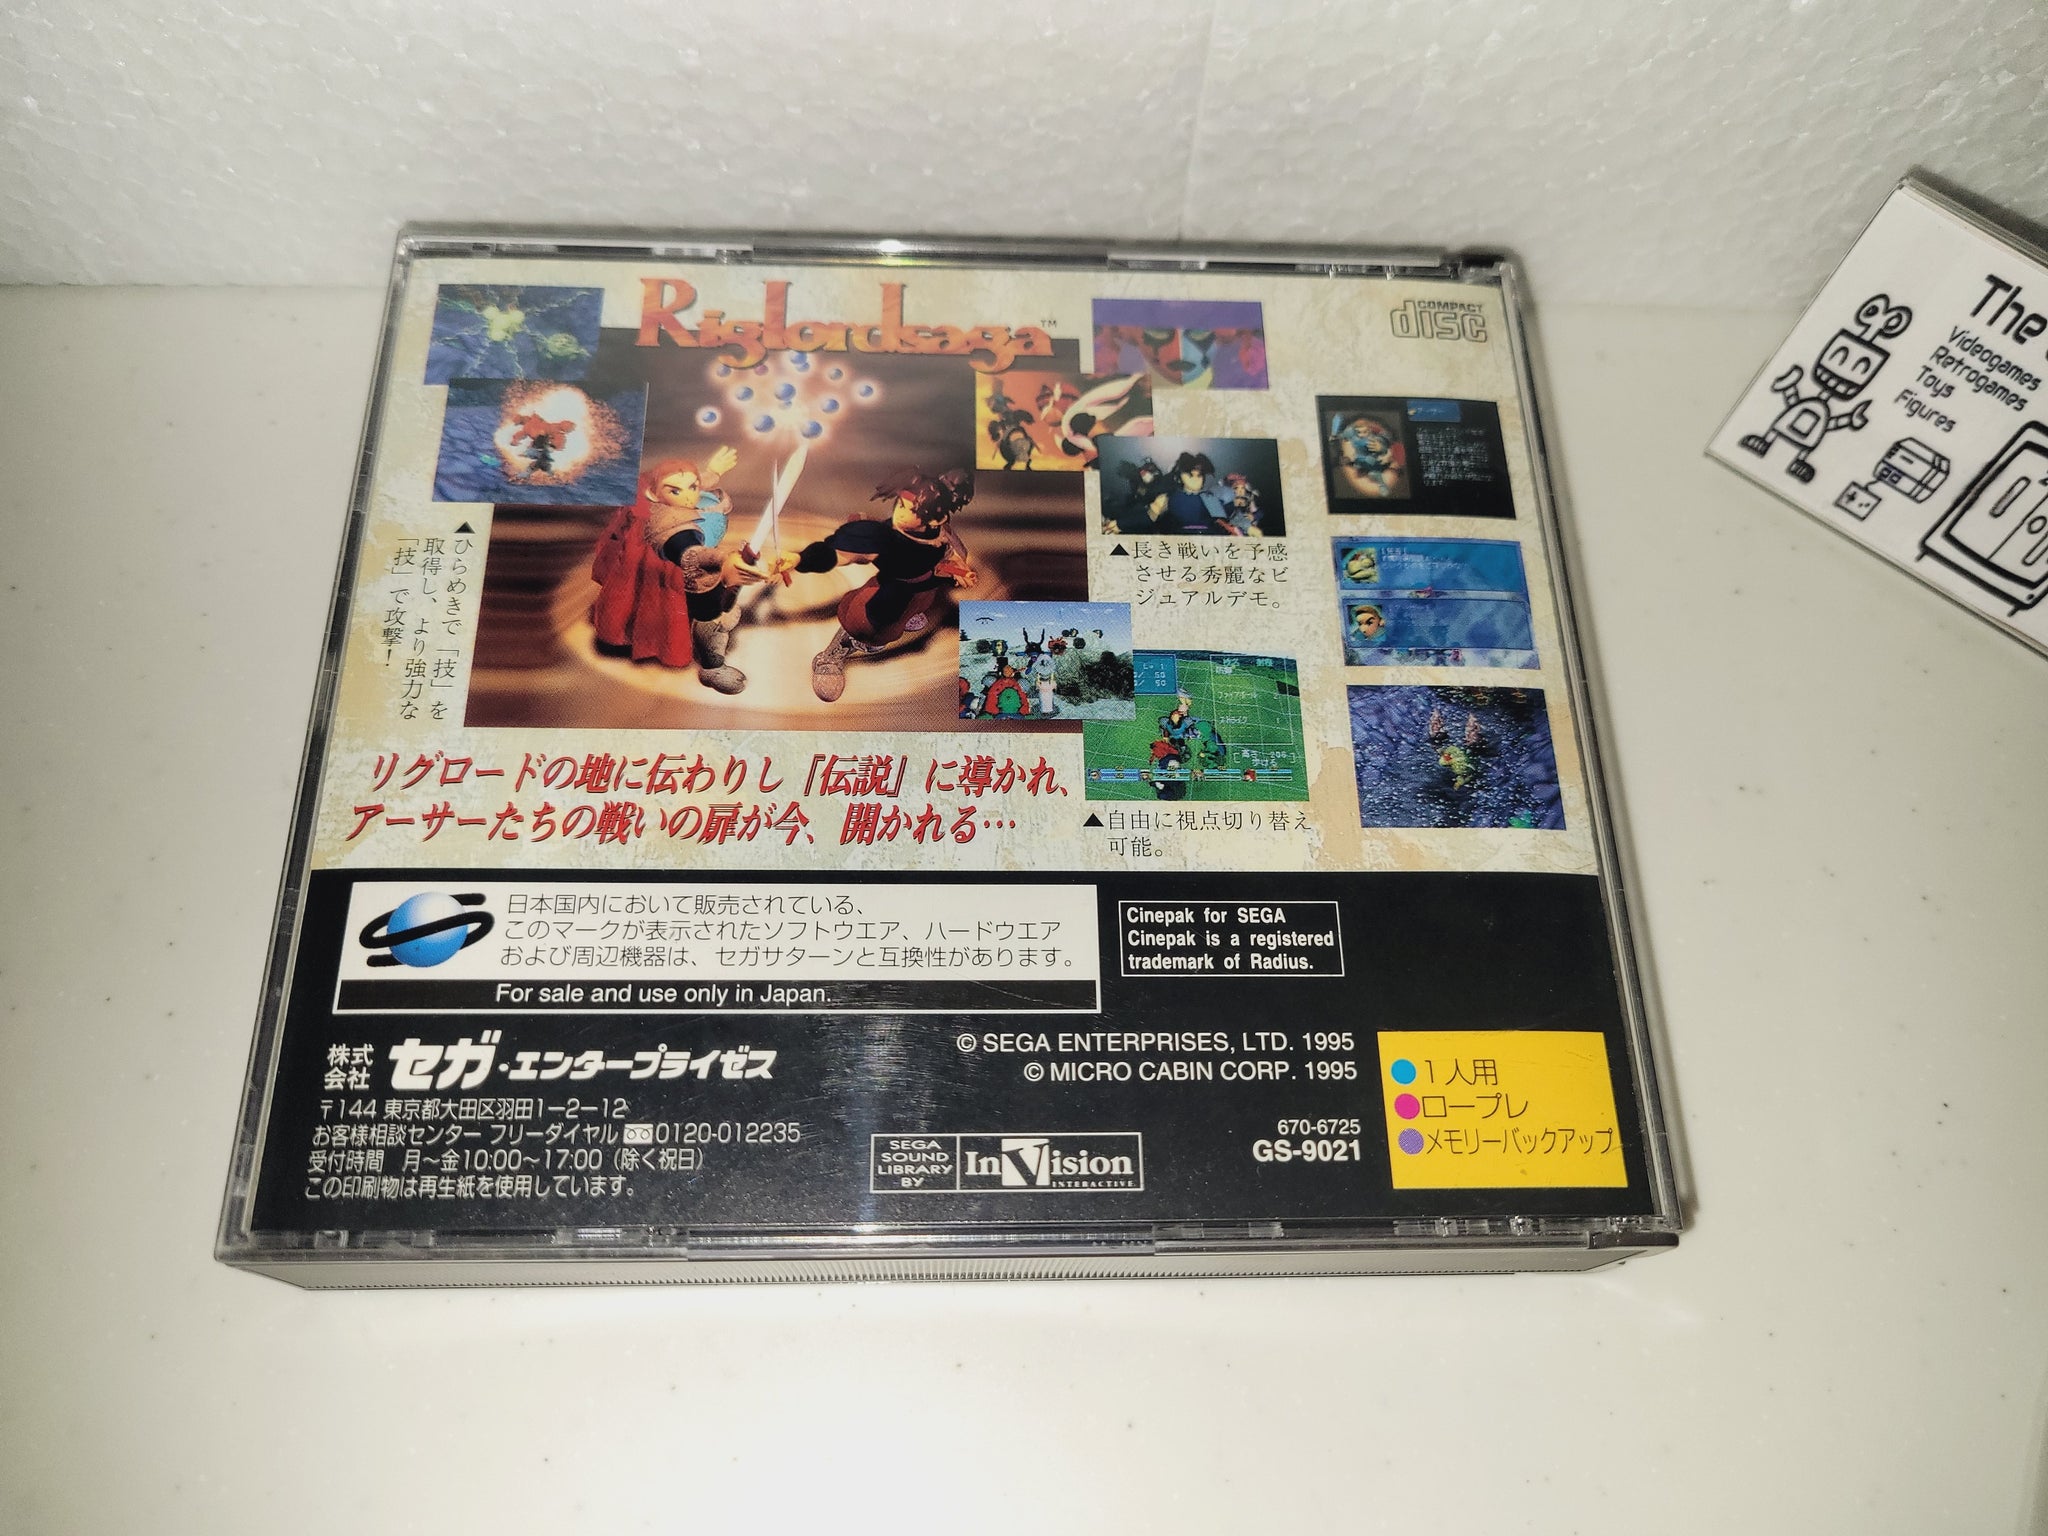 Riglordsaga™
COMPACT
disc
▲ひらめきで「技」を
取得し、より強力な
「技」で攻撃！
▲長き戦いを予感
させる秀麗なビ
ジュアルデモ。
リグロードの地に伝わりし『伝説』に導かれ、
アーサーたちの戦いの扉が今、開かれる…
▲自由に視点切り替え
可能。
日本国内において販売されている、
このマークが表示されたソフトウエア、ハードウエア
および周辺機器は、セガサターンと互換性があります。
For sale and use only in Japan.
Cinepak for SEGA
Cinepak is a registered
trademark of Radius.
株式会社 セガ・エンタープライゼス
〒144 東京都大田区羽田1−2−12
お客様相談センター フリーダイヤル 0120-012235
受付時間 月〜金10:00〜17:00（除く祝日）
この印刷物は再生紙を使用しています。
© SEGA ENTERPRISES, LTD. 1995
© MICRO CABIN CORP. 1995
SEGA
SOUND
LIBRARY
BY
InVision
INTERACTIVE
670-6725
GS-9021
1人用
ロープレ
メモリーバックアップ
The
Videogames
Retrogames
Toys
Figures